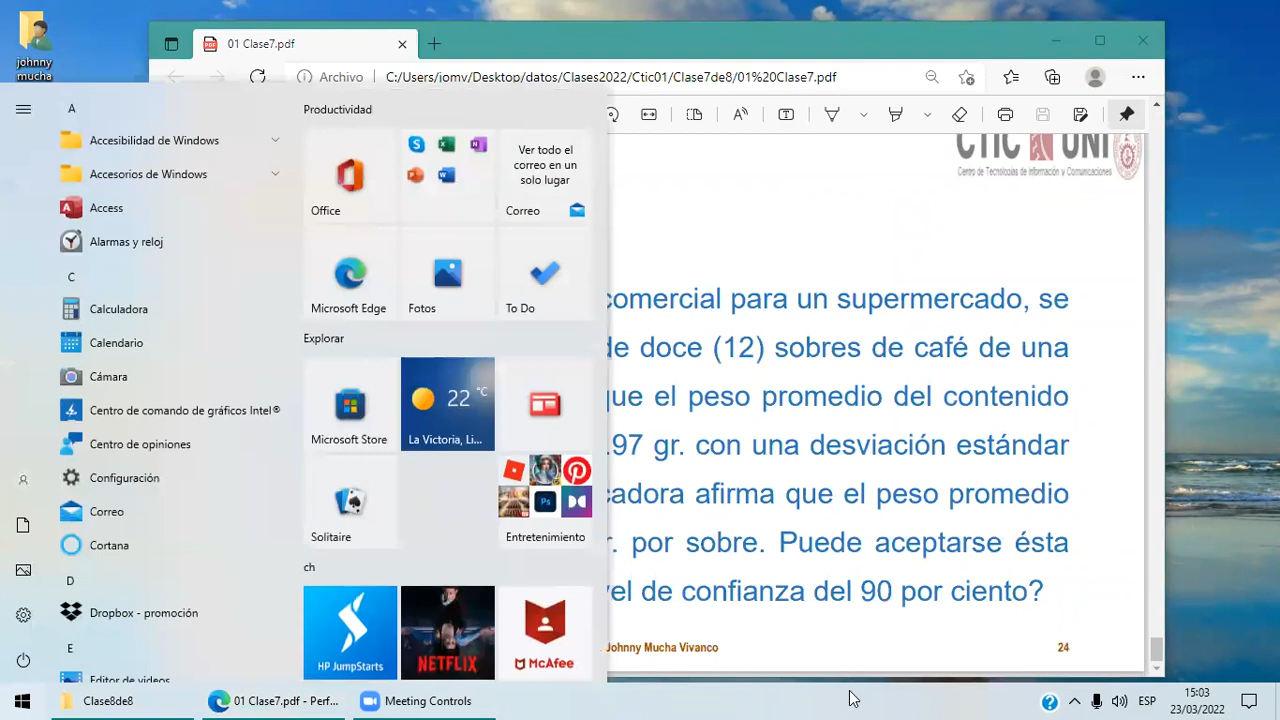 johnny
mucha
01 Clase7.pdf
Archivo
C:/Users/jomv/Desktop/datos/Clases2022/Ctic01/Clase7de8/01%20Clase7.pdf
A
Accesibilidad de Windows
Accesorios de Windows
Access
Alarmas y reloj
C
Calculadora
Calendario
Cámara
Centro de comando de gráficos Intel®
Centro de opiniones
Configuración
Correo
Cortana
D
Dropbox - promoción
E
Editor de vídeos
Productividad
Office
Ver todo el
correo en un
solo lugar
Correo
Microsoft Edge
Fotos
To Do
Explorar
Microsoft Store
22 °C
La Victoria, Li...
Solitaire
Entretenimiento
ch
HP JumpStarts
NETFLIX
McAfee
CTIC UNI
Centro de Tecnologías de Información y Comunicaciones
comercial para un supermercado, se
de doce (12) sobres de café de una
que el peso promedio del contenido
.97 gr. con una desviación estándar
cadora afirma que el peso promedio
r. por sobre. Puede aceptarse ésta
vel de confianza del 90 por ciento?
. Johnny Mucha Vivanco
24
Clase8de8
01 Clase7.pdf - Perf...
Meeting Controls
ESP
15:03
23/03/2022